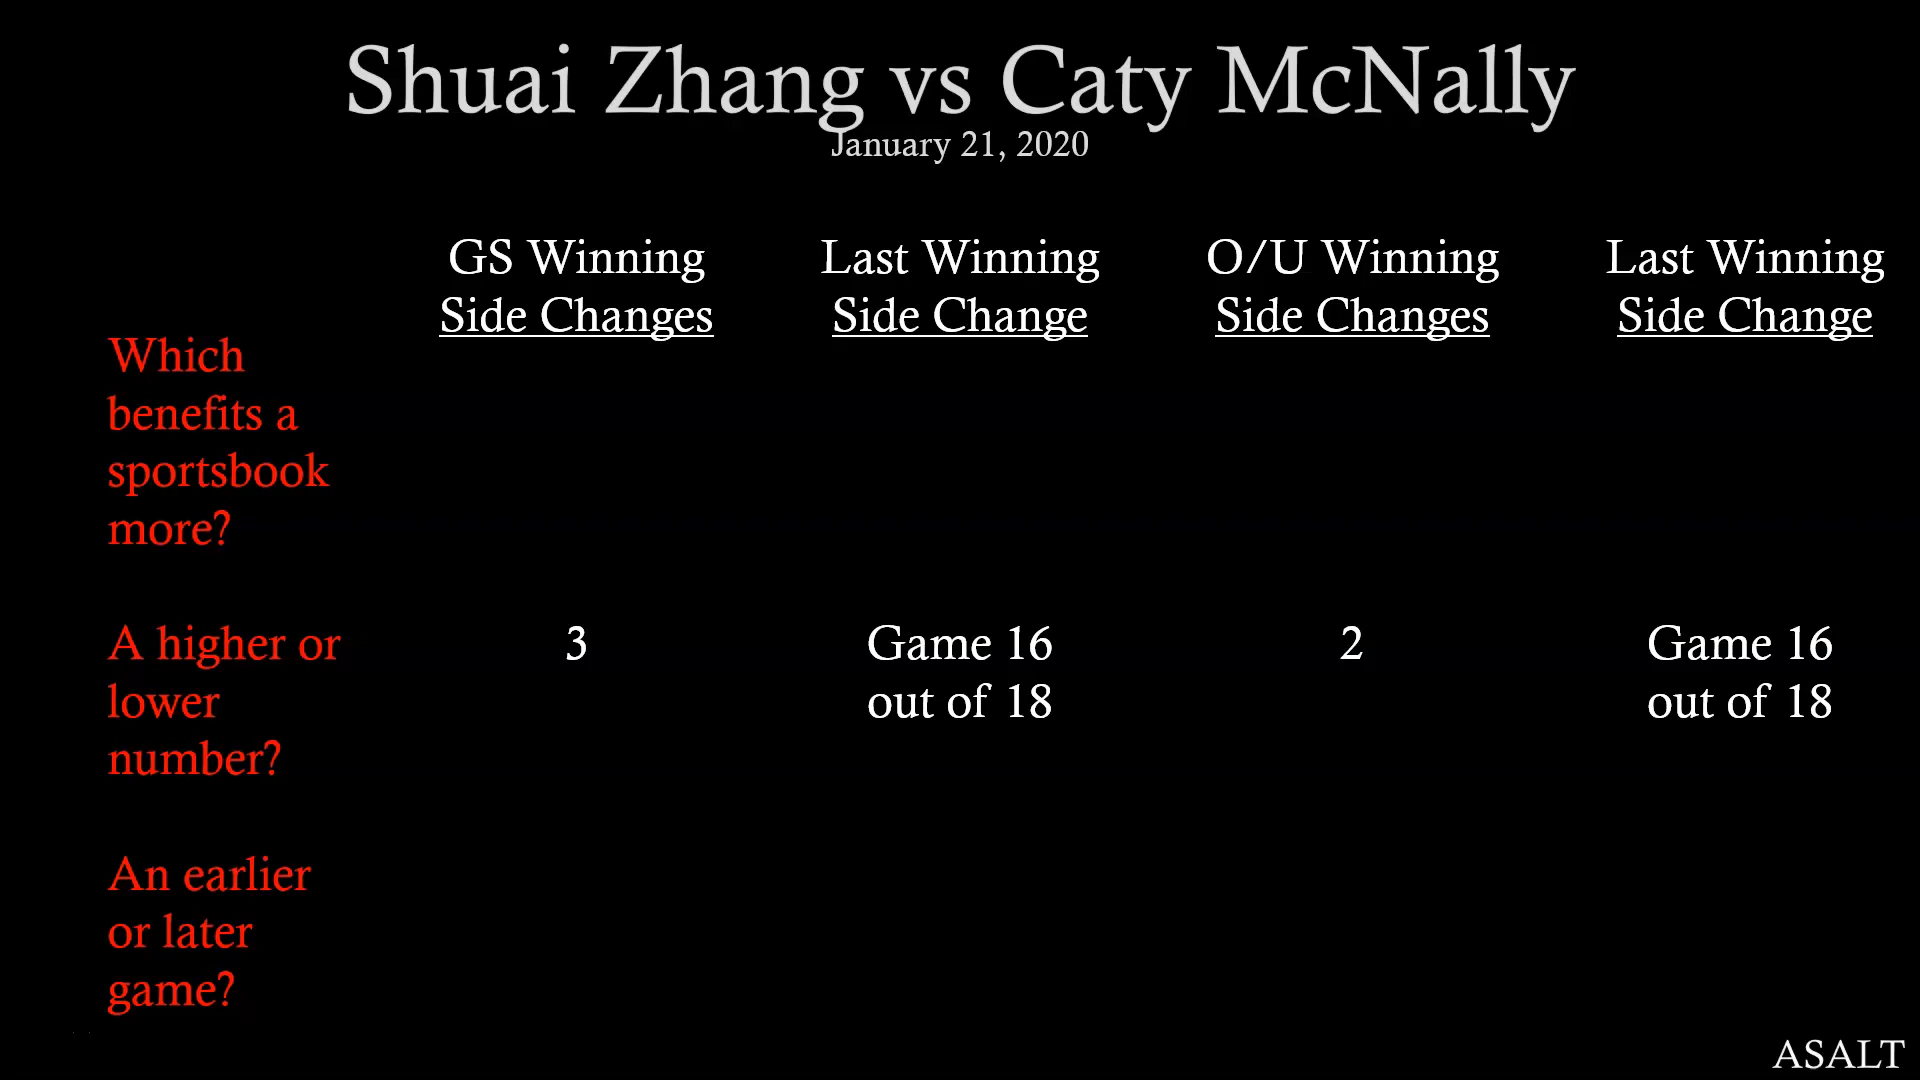 Shuai Zhang vs Caty McNally
January 21, 2020
GS Winning
Side Changes
Last Winning
Side Change
O/U Winning
Side Changes
Last Winning
Side Change
Which
benefits a
sportsbook
more?
A higher or
lower
number?
3
Game 16
out of 18
2
Game 16
out of 18
An earlier
or later
game?
ASALT